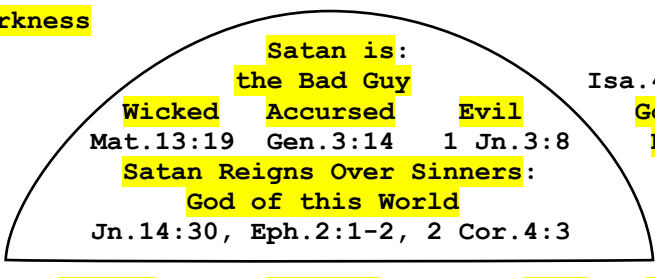 rkness
Satan is:
the Bad Guy
Isa.4
Wicked Accursed Evil G
Mat.13:19 Gen.3:14 1 Jn.3:8
Satan Reigns Over Sinners:
God of this World
Jn.14:30, Eph.2:1-2, 2 Cor.4:3